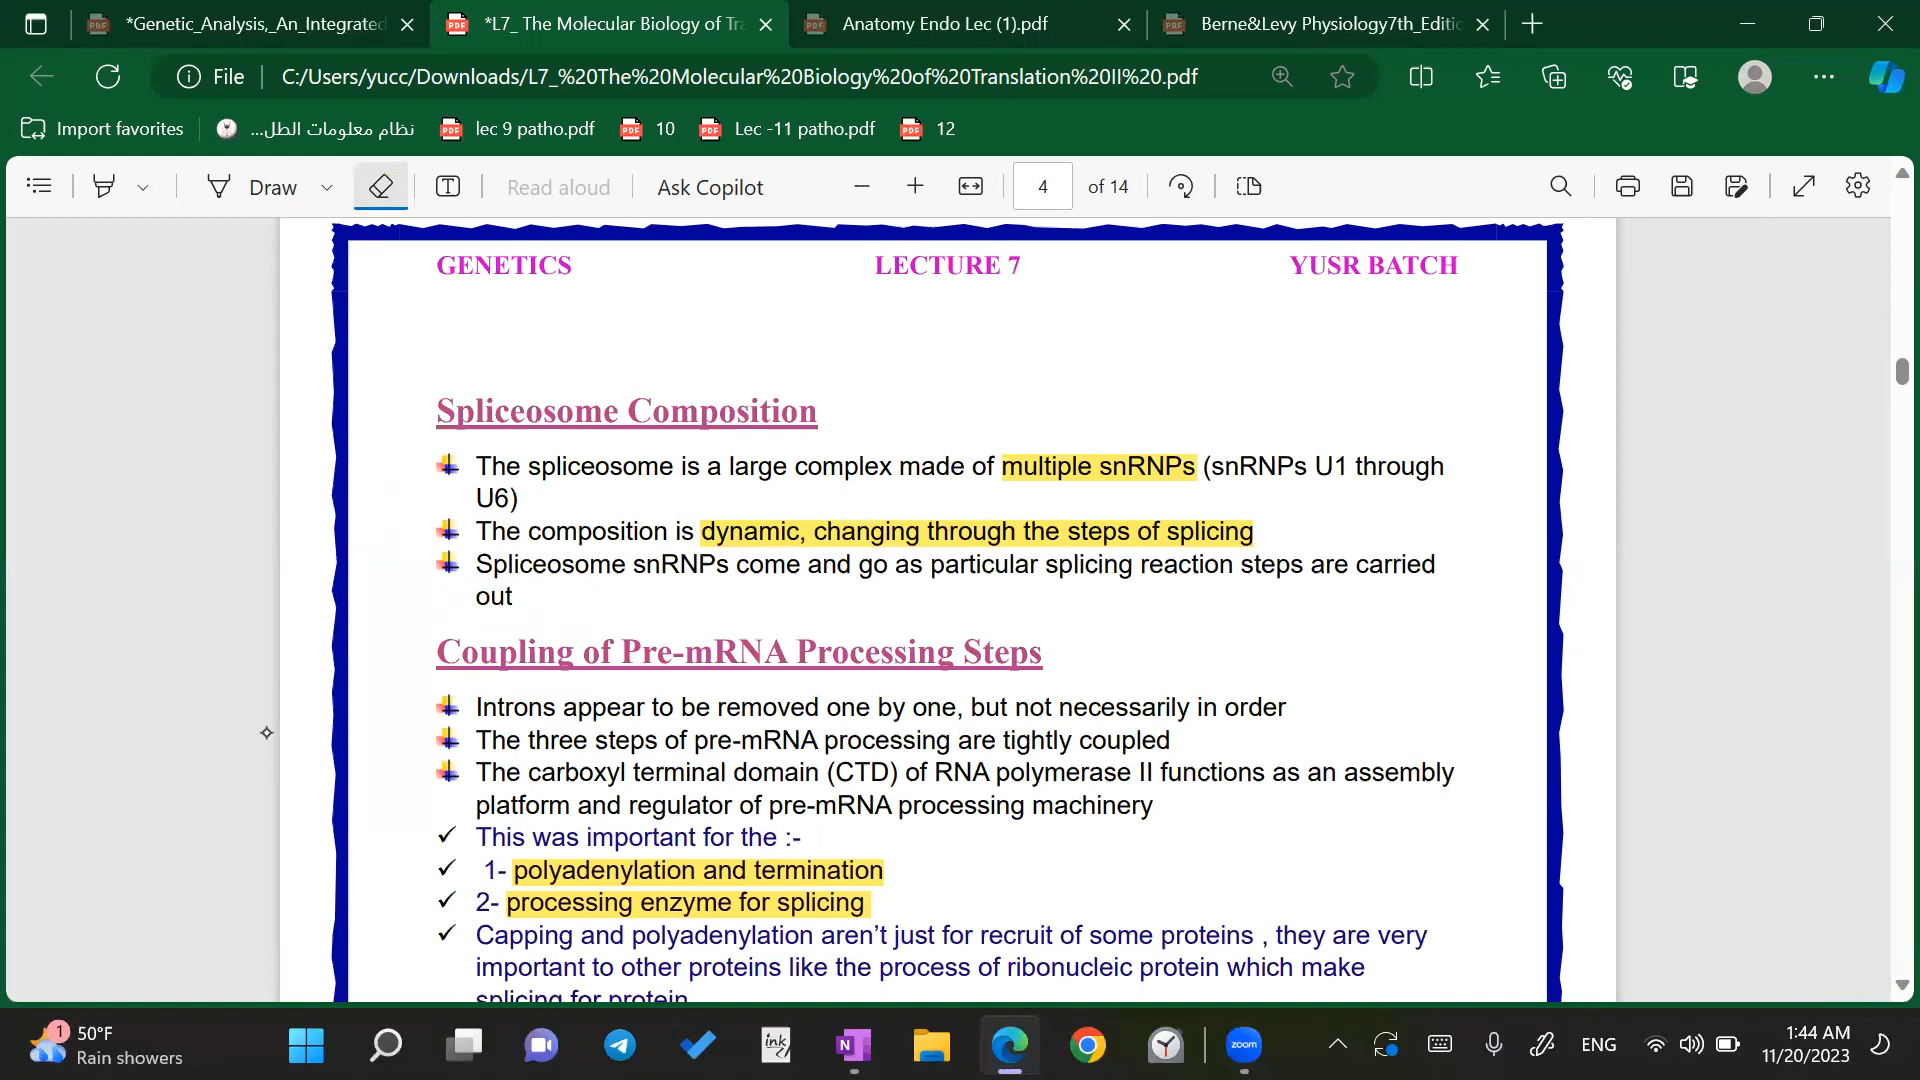 *Genetic_Analysis,_An_Integrated
*L7_ The Molecular Biology of Tra
Anatomy Endo Lec (1).pdf
Berne&Levy Physiology7th_Editic
File
C:/Users/yucc/Downloads/L7_%20The%20Molecular%20Biology%20of%20Translation%20II%20.pdf
Import favorites
نظام معلومات الطل...
lec 9 patho.pdf
10
Lec -11 patho.pdf
12
Draw
Read aloud
Ask Copilot
4
of 14
GENETICS
LECTURE 7
YUSR BATCH
Spliceosome Composition
The spliceosome is a large complex made of multiple snRNPs (snRNPs U1 through
U6)
The composition is dynamic, changing through the steps of splicing
Spliceosome snRNPs come and go as particular splicing reaction steps are carried
out
Coupling of Pre-mRNA Processing Steps
Introns appear to be removed one by one, but not necessarily in order
The three steps of pre-mRNA processing are tightly coupled
The carboxyl terminal domain (CTD) of RNA polymerase II functions as an assembly
platform and regulator of pre-mRNA processing machinery
✓ This was important for the :-
✓ 1- polyadenylation and termination
✓ 2- processing enzyme for splicing
✓ Capping and polyadenylation aren't just for recruit of some proteins , they are very
important to other proteins like the process of ribonucleic protein which make
splicing for protein
1
50°F
Rain showers
ink
N
zoom
ENG
1:44 AM
11/20/2023